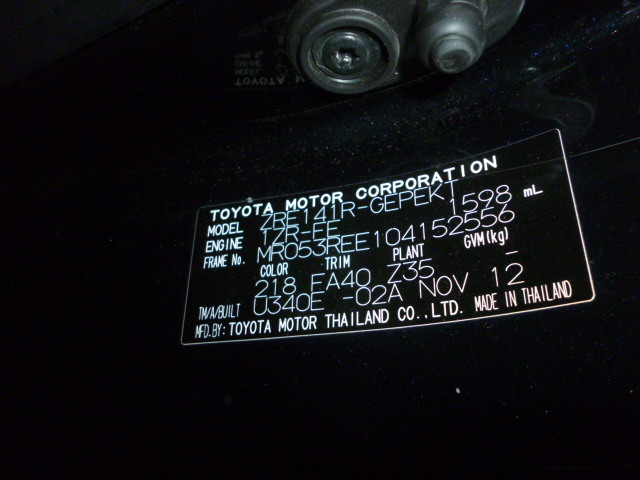 TOYOTA MOTOR CORPORATION
MODEL ZRE141R-GEPEKT
ENGINE 1ZR-FE 1598 mL
FRAME No. MR053REE104152556
COLOR TRIM PLANT GVM(kg)
218 EA40 Z35 -
TM/A/BUILT U340E -02A NOV 12
MFD.BY: TOYOTA MOTOR THAILAND CO.,LTD. MADE IN THAILAND